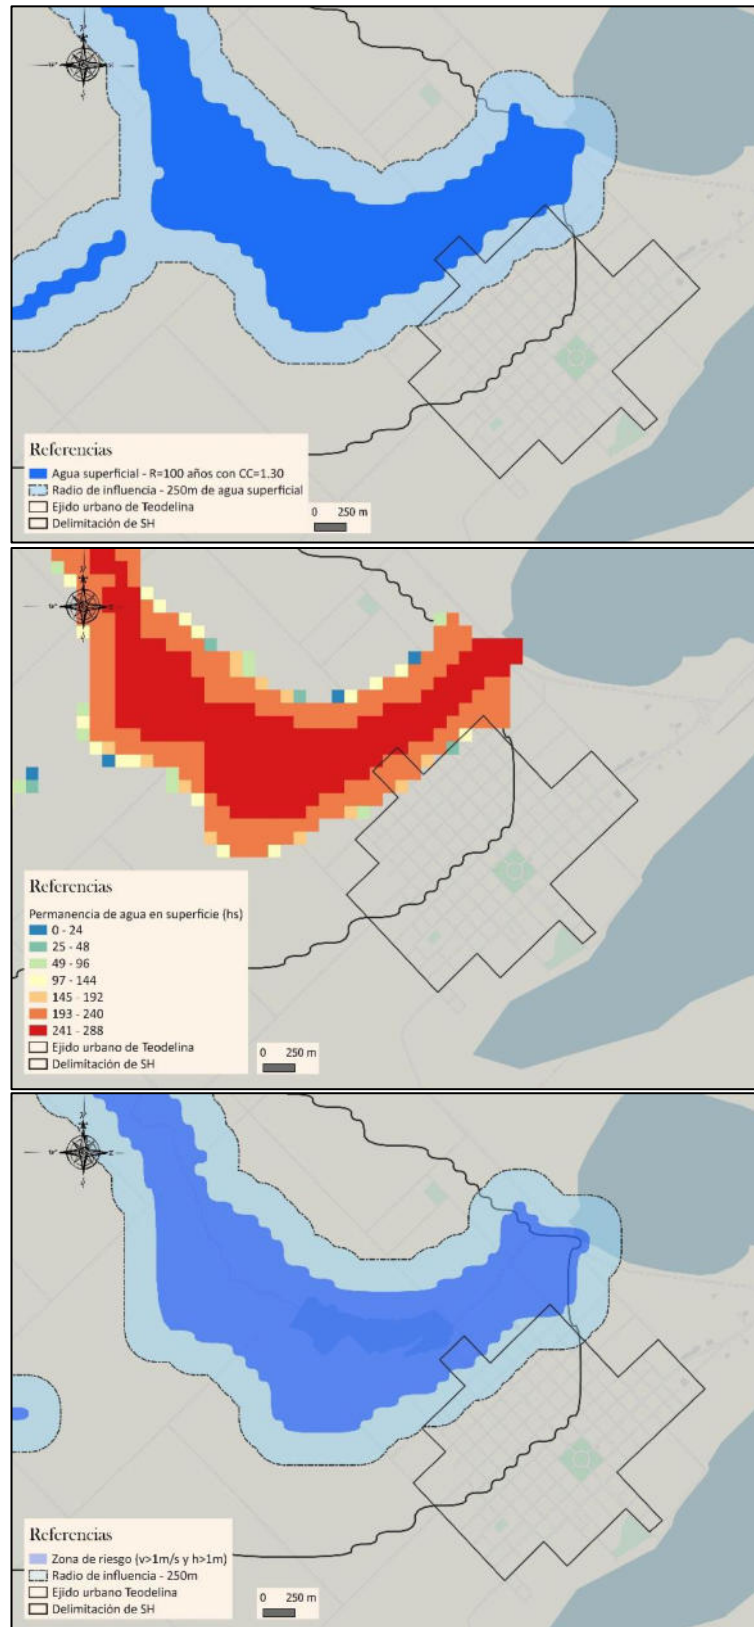 Referencias
Agua superficial - R=100 años con CC=1.30
Radio de influencia - 250m de agua superficial
Ejido urbano de Teodelina
Delimitación de SH
0 250 m
Referencias
Permanencia de agua en superficie (hs)
0 - 24
25 - 48
49 - 96
97 - 144
145 - 192
193 - 240
241 - 288
Ejido urbano de Teodelina
Delimitación de SH
0 250 m
Referencias
Zona de riesgo (v>1m/s y h>1m)
Radio de influencia - 250m
Ejido urbano Teodelina
Delimitación de SH
0 250 m